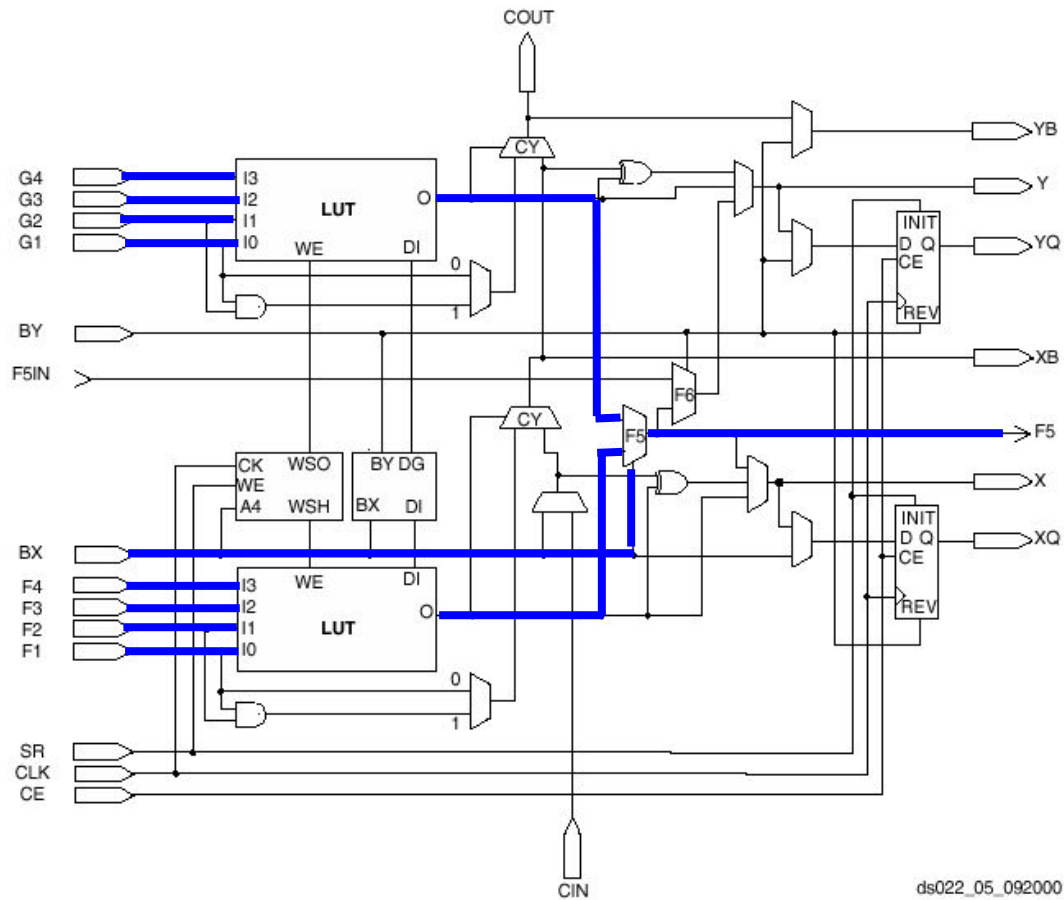 COUT
YB
CY
G4
G3
G2
G1
I3
I2
I1
I0
LUT
O
WE
DI
Y
INIT
D Q
CE
REV
YQ
0
1
BY
XB
F5IN
F6
CY
F5
F5
CK
WSO
WE
A4
WSH
BY DG
BX
DI
X
INIT
D Q
CE
REV
XQ
BX
F4
F3
F2
F1
I3
I2
I1
I0
WE
DI
LUT
O
0
1
SR
CLK
CE
CIN
ds022_05_092000